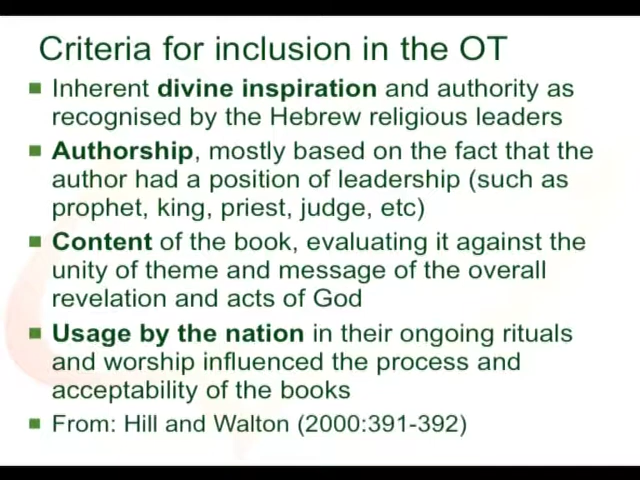 Criteria for inclusion in the OT
Inherent divine inspiration and authority as
recognised by the Hebrew religious leaders
Authorship, mostly based on the fact that the
author had a position of leadership (such as
prophet, king, priest, judge, etc)
Content of the book, evaluating it against the
unity of theme and message of the overall
revelation and acts of God
Usage by the nation in their ongoing rituals
and worship influenced the process and
acceptability of the books
From: Hill and Walton (2000:391-392)